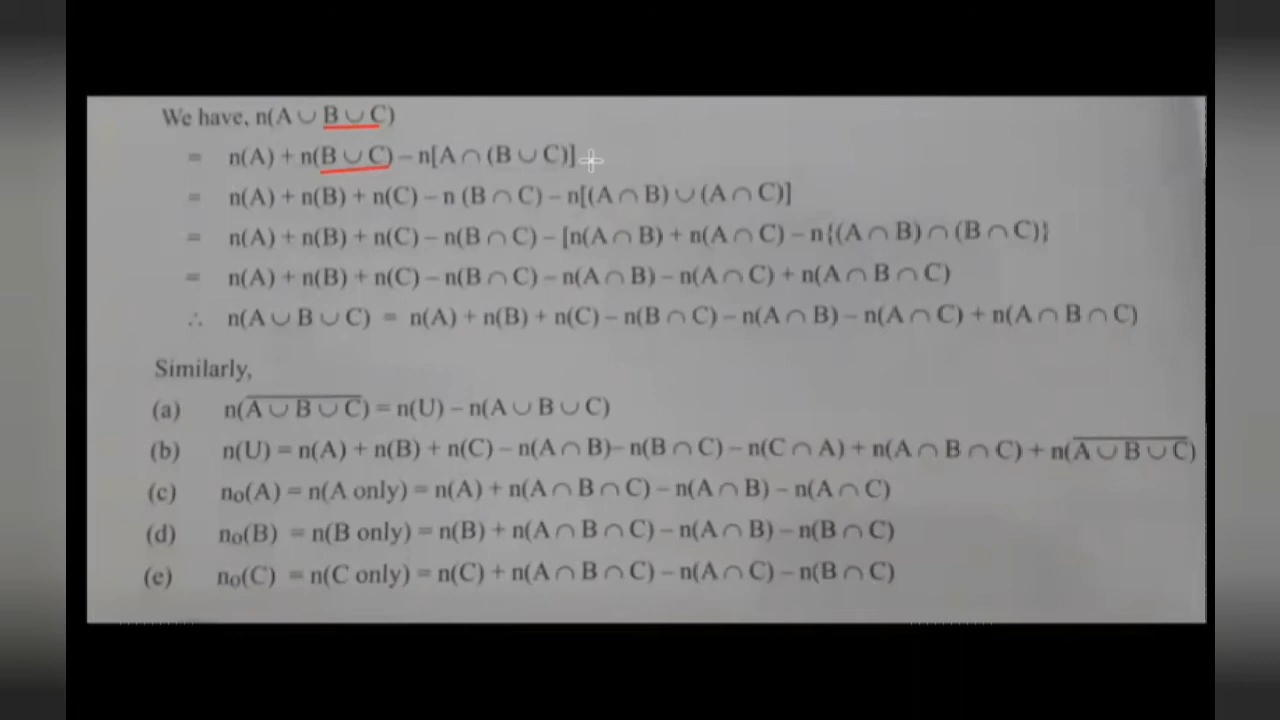 We have, n(A ∪ B ∪ C)
= n(A) + n(B ∪ C) – n[A ∩ (B ∪ C)]
= n(A) + n(B) + n(C) – n (B ∩ C) – n[(A ∩ B) ∪ (A ∩ C)]
= n(A) + n(B) + n(C) – n(B ∩ C) – [n(A ∩ B) + n(A ∩ C) – n{(A ∩ B) ∩ (B ∩ C)}
= n(A) + n(B) + n(C) – n(B ∩ C) – n(A ∩ B) – n(A ∩ C) + n(A ∩ B ∩ C)
∴ n(A ∪ B ∪ C) = n(A) + n(B) + n(C) – n(B ∩ C) – n(A ∩ B) – n(A ∩ C) + n(A ∩ B ∩ C)
Similarly,
(a) n(A̅ ∪̅ B̅ ∪̅ C̅) = n(U) – n(A ∪ B ∪ C)
(b) n(U) = n(A) + n(B) + n(C) – n(A ∩ B)– n(B ∩ C) – n(C ∩ A) + n(A ∩ B ∩ C) + n(A̅ ∪̅ B̅ ∪̅ C̅)
(c) n₀(A) = n(A only) = n(A) + n(A ∩ B ∩ C) – n(A ∩ B) – n(A ∩ C)
(d) n₀(B) = n(B only) = n(B) + n(A ∩ B ∩ C) – n(A ∩ B) – n(B ∩ C)
(e) n₀(C) = n(C only) = n(C) + n(A ∩ B ∩ C) – n(A ∩ C) – n(B ∩ C)